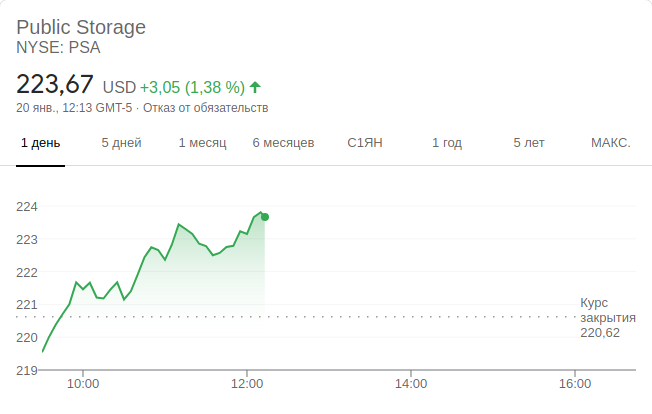 Public Storage
NYSE: PSA
223,67 USD +3,05 (1,38 %)
20 янв., 12:13 GMT-5 · Отказ от обязательств
1 день 5 дней 1 месяц 6 месяцев С1ЯН 1 год 5 лет МАКС.
224
223
222
221
220
219
Курс
закрытия
220,62
10:00 12:00 14:00 16:00